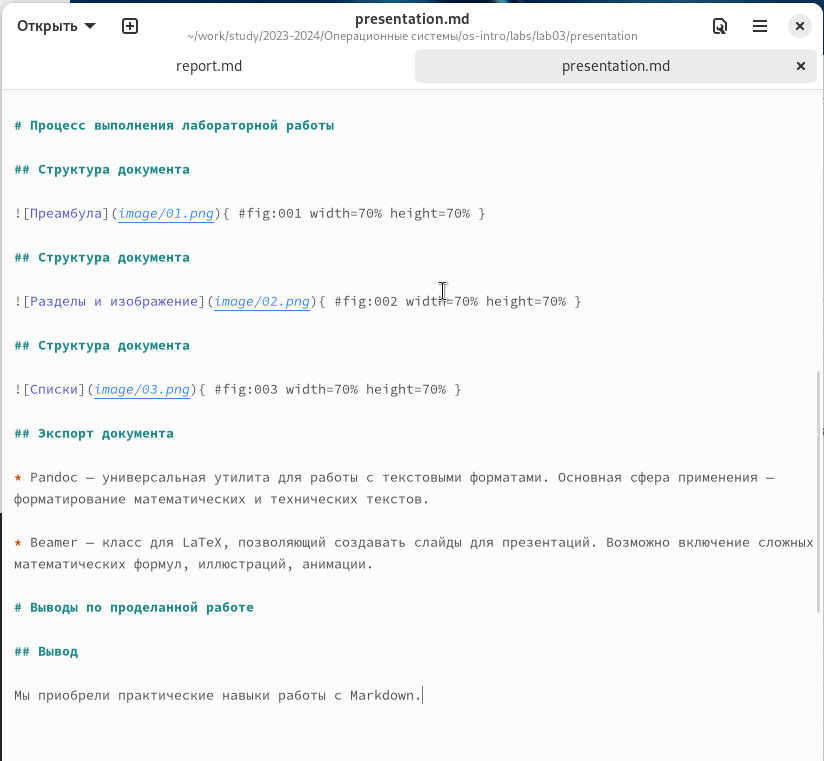 Открыть
presentation.md
~/work/study/2023-2024/Операционные системы/os-intro/labs/lab03/presentation
report.md
presentation.md
# Процесс выполнения лабораторной работы
## Структура документа
![Преамбула](image/01.png){ #fig:001 width=70% height=70% }
## Структура документа
![Разделы и изображение](image/02.png){ #fig:002 width=70% height=70% }
## Структура документа
![Списки](image/03.png){ #fig:003 width=70% height=70% }
## Экспорт документа
* Pandoc — универсальная утилита для работы с текстовыми форматами. Основная сфера применения —
форматирование математических и технических текстов.
* Beamer — класс для LaTeX, позволяющий создавать слайды для презентаций. Возможно включение сложных
математических формул, иллюстраций, анимации.
# Выводы по проделанной работе
## Вывод
Мы приобрели практические навыки работы с Markdown.